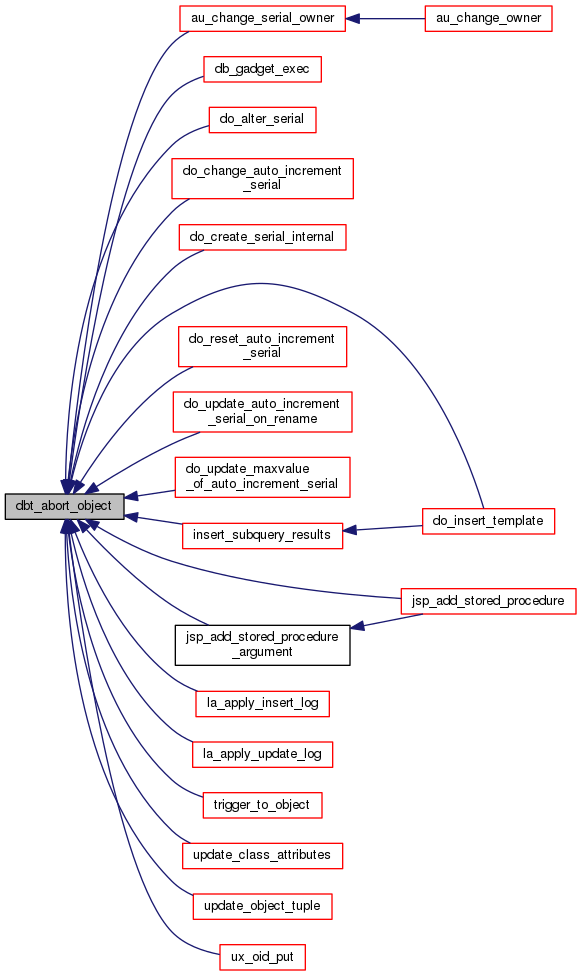 au_change_serial_owner
au_change_owner
db_gadget_exec
do_alter_serial
do_change_auto_increment
_serial
do_create_serial_internal
do_reset_auto_increment
_serial
do_update_auto_increment
_serial_on_rename
do_update_maxvalue
_of_auto_increment_serial
dbt_abort_object
insert_subquery_results
do_insert_template
jsp_add_stored_procedure
jsp_add_stored_procedure
_argument
la_apply_insert_log
la_apply_update_log
trigger_to_object
update_class_attributes
update_object_tuple
ux_oid_put